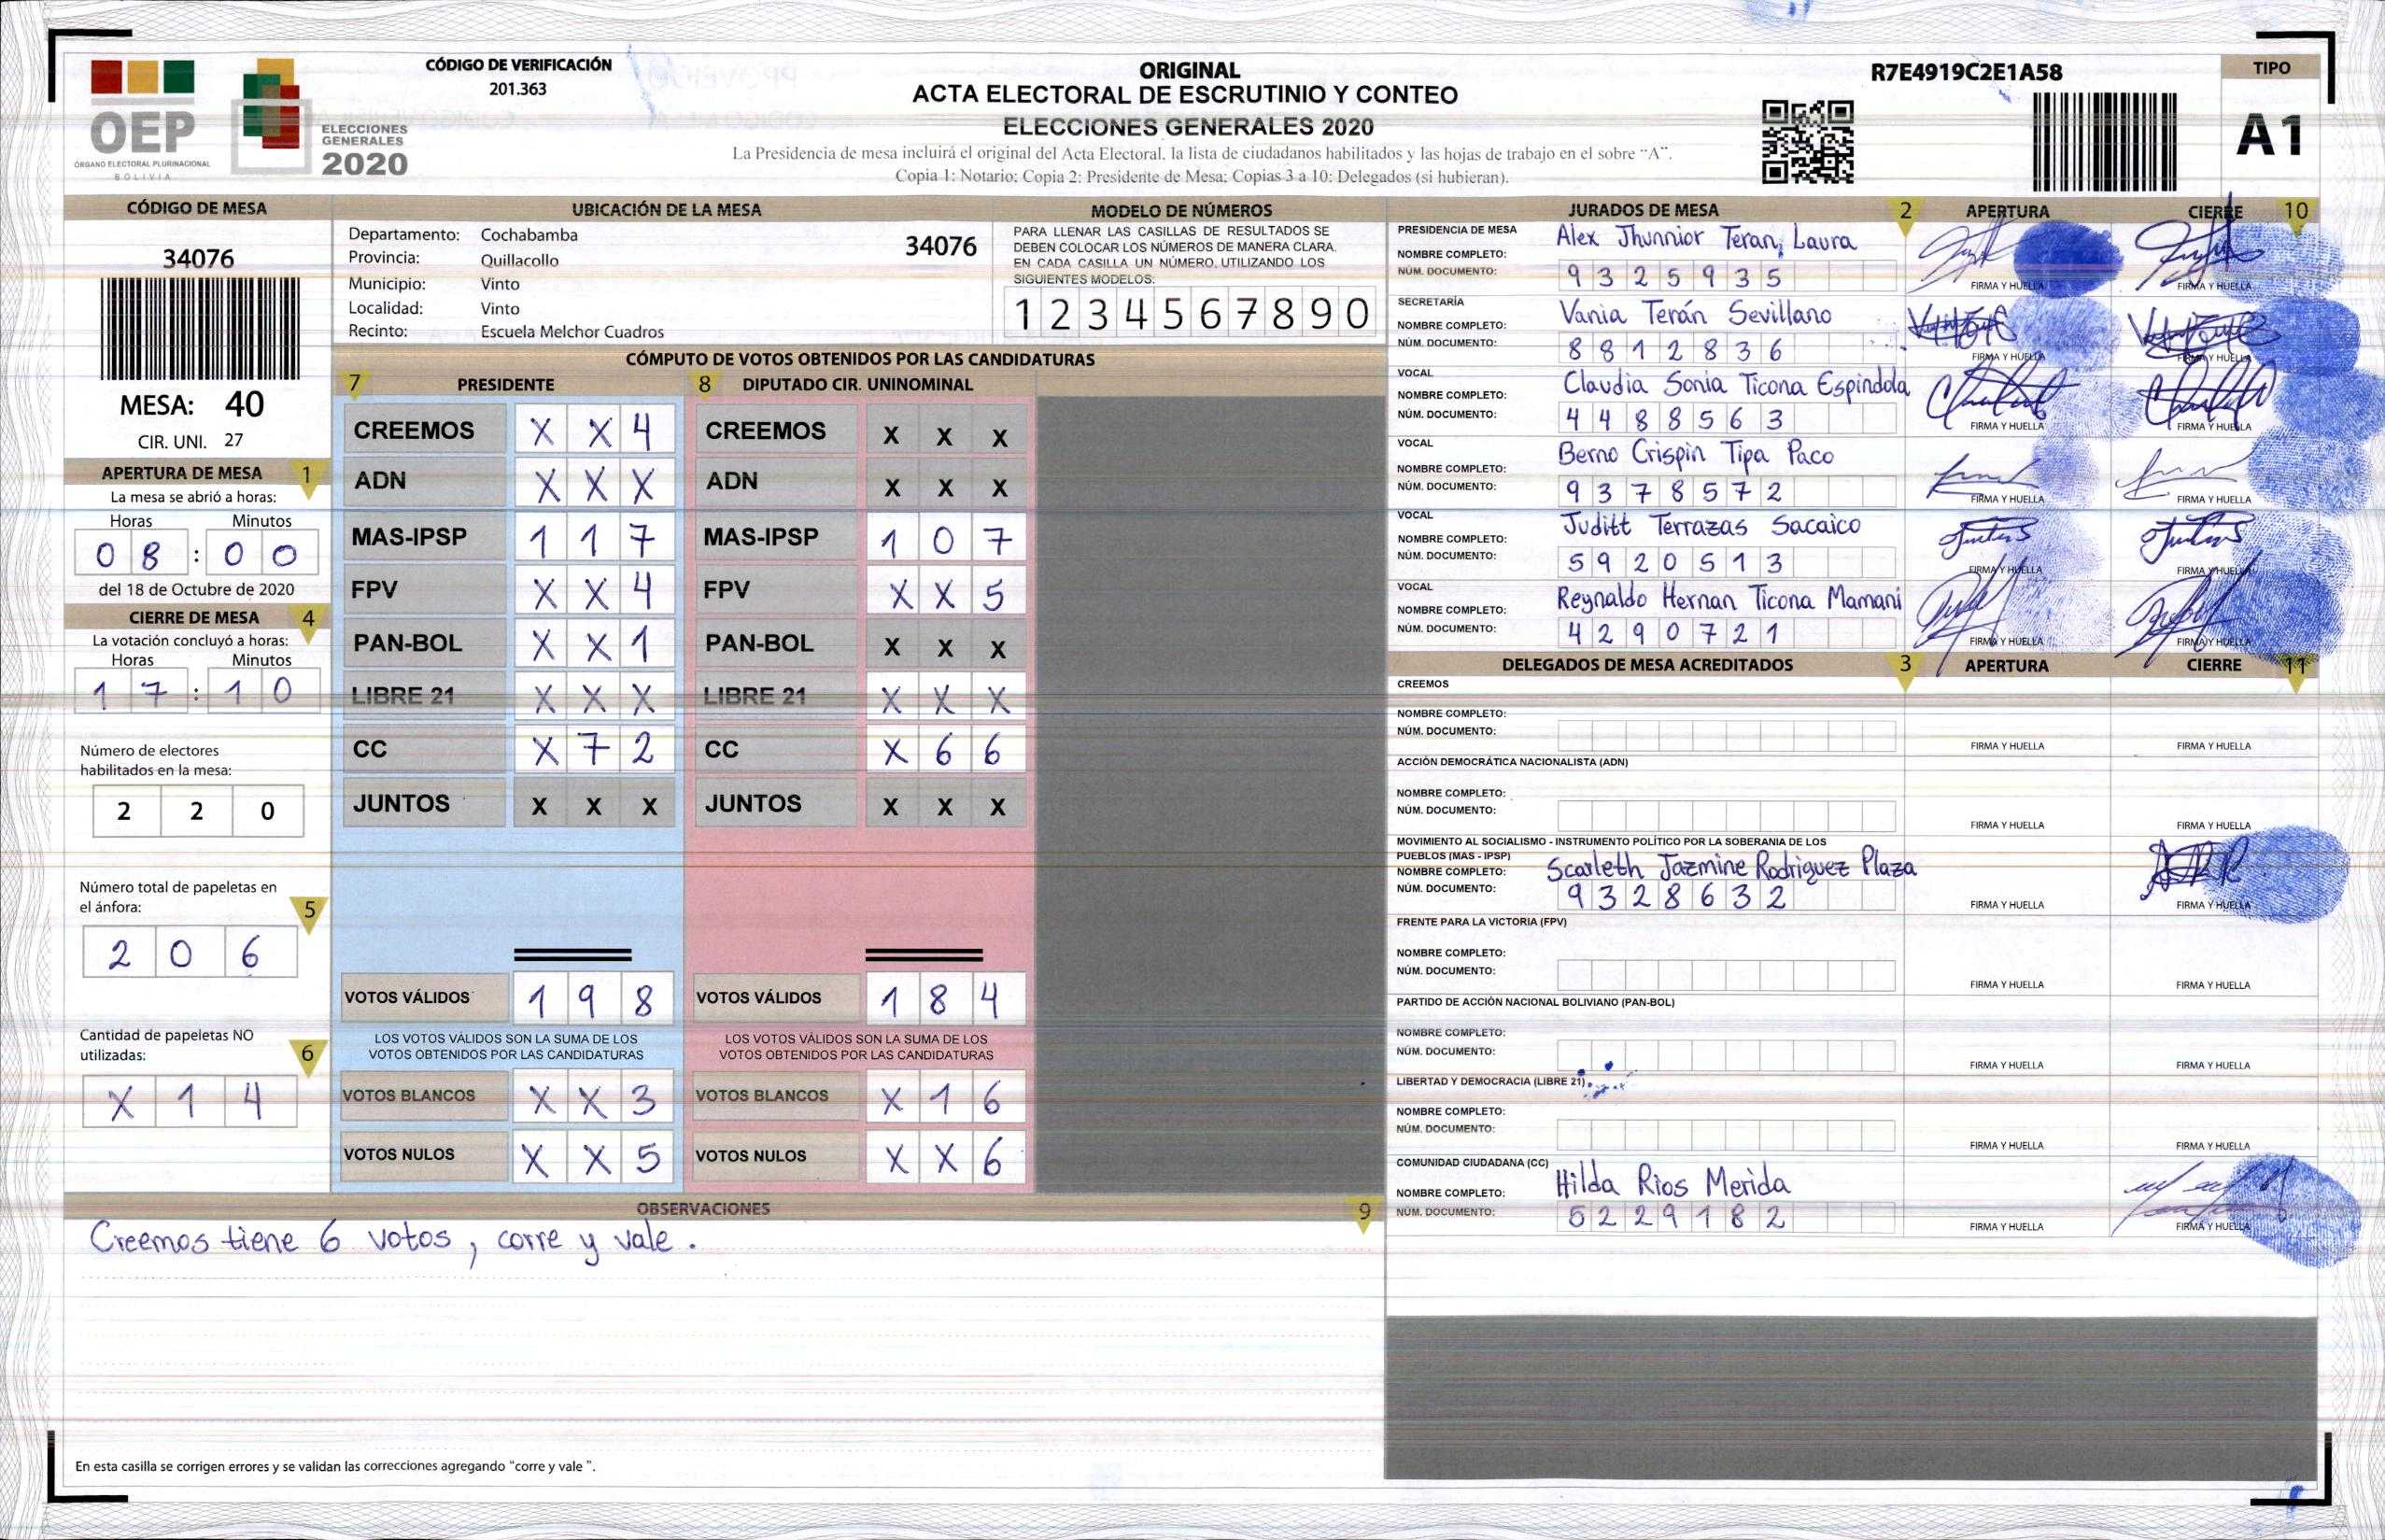 CÓDIGO DE VERIFICACIÓN
201.363
OEP
ÓRGANO ELECTORAL PLURINACIONAL
BOLIVIA
ELECCIONES
GENERALES
2020
ORIGINAL
ACTA ELECTORAL DE ESCRUTINIO Y CONTEO
ELECCIONES GENERALES 2020
La Presidencia de mesa incluirá el original del Acta Electoral, la lista de ciudadanos habilitados y las hojas de trabajo en el sobre "A".
Copia 1: Notario; Copia 2: Presidente de Mesa; Copias 3 a 10: Delegados (si hubieran).
R7E4919C2E1A58
TIPO
A1
CÓDIGO DE MESA
34076
MESA: 40
CIR. UNI. 27
APERTURA DE MESA 1
La mesa se abrió a horas:
Horas Minutos
0 8 : 0 0
del 18 de Octubre de 2020
CIERRE DE MESA 4
La votación concluyó a horas:
Horas Minutos
1 7 : 1 0
Número de electores
habilitados en la mesa:
2 2 0
Número total de papeletas en
el ánfora: 5
2 0 6
Cantidad de papeletas NO
utilizadas: 6
X 1 4
UBICACIÓN DE LA MESA
Departamento: Cochabamba 34076
Provincia: Quillacollo
Municipio: Vinto
Localidad: Vinto
Recinto: Escuela Melchor Cuadros
MODELO DE NÚMEROS
PARA LLENAR LAS CASILLAS DE RESULTADOS SE
DEBEN COLOCAR LOS NÚMEROS DE MANERA CLARA.
EN CADA CASILLA UN NÚMERO, UTILIZANDO LOS
SIGUIENTES MODELOS:
1 2 3 4 5 6 7 8 9 0
CÓMPUTO DE VOTOS OBTENIDOS POR LAS CANDIDATURAS
7 PRESIDENTE 8 DIPUTADO CIR. UNINOMINAL
CREEMOS X X 4 CREEMOS X X X
ADN X X X ADN X X X
MAS-IPSP 1 1 7 MAS-IPSP 1 0 7
FPV X X 4 FPV X X 5
PAN-BOL X X 1 PAN-BOL X X X
LIBRE 21 X X X LIBRE 21 X X X
CC X 7 2 CC X 6 6
JUNTOS X X X JUNTOS X X X
VOTOS VÁLIDOS 1 9 8 VOTOS VÁLIDOS 1 8 4
LOS VOTOS VÁLIDOS SON LA SUMA DE LOS LOS VOTOS VÁLIDOS SON LA SUMA DE LOS
VOTOS OBTENIDOS POR LAS CANDIDATURAS VOTOS OBTENIDOS POR LAS CANDIDATURAS
VOTOS BLANCOS X X 3 VOTOS BLANCOS X 1 6
VOTOS NULOS X X 5 VOTOS NULOS X X 6
OBSERVACIONES 9
Creemos tiene 6 votos, corre y vale.
En esta casilla se corrigen errores y se validan las correcciones agregando "corre y vale ".
JURADOS DE MESA 2 APERTURA CIERRE 10
PRESIDENCIA DE MESA
NOMBRE COMPLETO: Alex Jhunnior Teran Laura
NÚM. DOCUMENTO: 9 3 2 5 9 3 5 FIRMA Y HUELLA FIRMA Y HUELLA
SECRETARÍA
NOMBRE COMPLETO: Vania Terán Sevillano
NÚM. DOCUMENTO: 8 8 1 2 8 3 6 FIRMA Y HUELLA FIRMA Y HUELLA
VOCAL
NOMBRE COMPLETO: Claudia Sonia Ticona Espindola
NÚM. DOCUMENTO: 4 4 8 8 5 6 3 FIRMA Y HUELLA FIRMA Y HUELLA
VOCAL
NOMBRE COMPLETO: Berno Crispin Tipa Paco
NÚM. DOCUMENTO: 9 3 7 8 5 7 2 FIRMA Y HUELLA FIRMA Y HUELLA
VOCAL
NOMBRE COMPLETO: Juditt Terrazas Sacaico
NÚM. DOCUMENTO: 5 9 2 0 5 1 3 FIRMA Y HUELLA FIRMA Y HUELLA
VOCAL
NOMBRE COMPLETO: Reynaldo Hernan Ticona Mamani
NÚM. DOCUMENTO: 4 2 9 0 7 2 1 FIRMA Y HUELLA FIRMA Y HUELLA
DELEGADOS DE MESA ACREDITADOS 3 APERTURA CIERRE 11
CREEMOS
NOMBRE COMPLETO:
NÚM. DOCUMENTO: FIRMA Y HUELLA FIRMA Y HUELLA
ACCIÓN DEMOCRÁTICA NACIONALISTA (ADN)
NOMBRE COMPLETO:
NÚM. DOCUMENTO: FIRMA Y HUELLA FIRMA Y HUELLA
MOVIMIENTO AL SOCIALISMO - INSTRUMENTO POLÍTICO POR LA SOBERANIA DE LOS
PUEBLOS (MAS - IPSP)
NOMBRE COMPLETO: Scarleth Jazmine Rodriguez Plaza
NÚM. DOCUMENTO: 9 3 2 8 6 3 2 FIRMA Y HUELLA FIRMA Y HUELLA
FRENTE PARA LA VICTORIA (FPV)
NOMBRE COMPLETO:
NÚM. DOCUMENTO: FIRMA Y HUELLA FIRMA Y HUELLA
PARTIDO DE ACCIÓN NACIONAL BOLIVIANO (PAN-BOL)
NOMBRE COMPLETO:
NÚM. DOCUMENTO: FIRMA Y HUELLA FIRMA Y HUELLA
LIBERTAD Y DEMOCRACIA (LIBRE 21)
NOMBRE COMPLETO:
NÚM. DOCUMENTO: FIRMA Y HUELLA FIRMA Y HUELLA
COMUNIDAD CIUDADANA (CC)
NOMBRE COMPLETO: Hilda Rios Merida
NÚM. DOCUMENTO: 5 2 2 9 1 8 2 FIRMA Y HUELLA FIRMA Y HUELLA